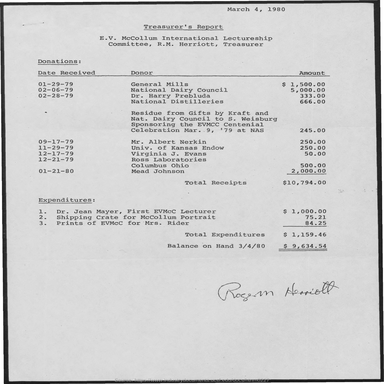 March 4, 1980
Treasurer's Report
E.V. McCollum International Lectureship
Committee, R.M. Herriott, Treasurer
Donations:
Date Received Donor Amount
01-29-79 General Mills $ 1,500.00
02-06-79 National Dairy Council 5,000.00
02-28-79 Dr. Harry Prebluda 333.00
National Distilleries 666.00
Residue from Gifts by Kraft and
Nat. Dairy Council to S. Weisburg
Sponsoring the EVMCC Centenial
Celebration Mar. 9, '79 at NAS 245.00
09-17-79 Mr. Albert Nerkin 250.00
11-29-79 Univ. of Kansas Endow 250.00
12-17-79 Virginia J. Evans 50.00
12-21-79 Ross Laboratories
Columbus Ohio 500.00
01-21-80 Mead Johnson 2,000.00
Total Receipts $10,794.00
Expenditures:
1. Dr. Jean Mayer, First EVMcC Lecturer $ 1,000.00
2. Shipping Crate for McCollum Portrait 75.21
3. Prints of EVMcC for Mrs. Rider 84.25
Total Expenditures $ 1,159.46
Balance on Hand 3/4/80 $ 9,634.54
Roger M Herriott